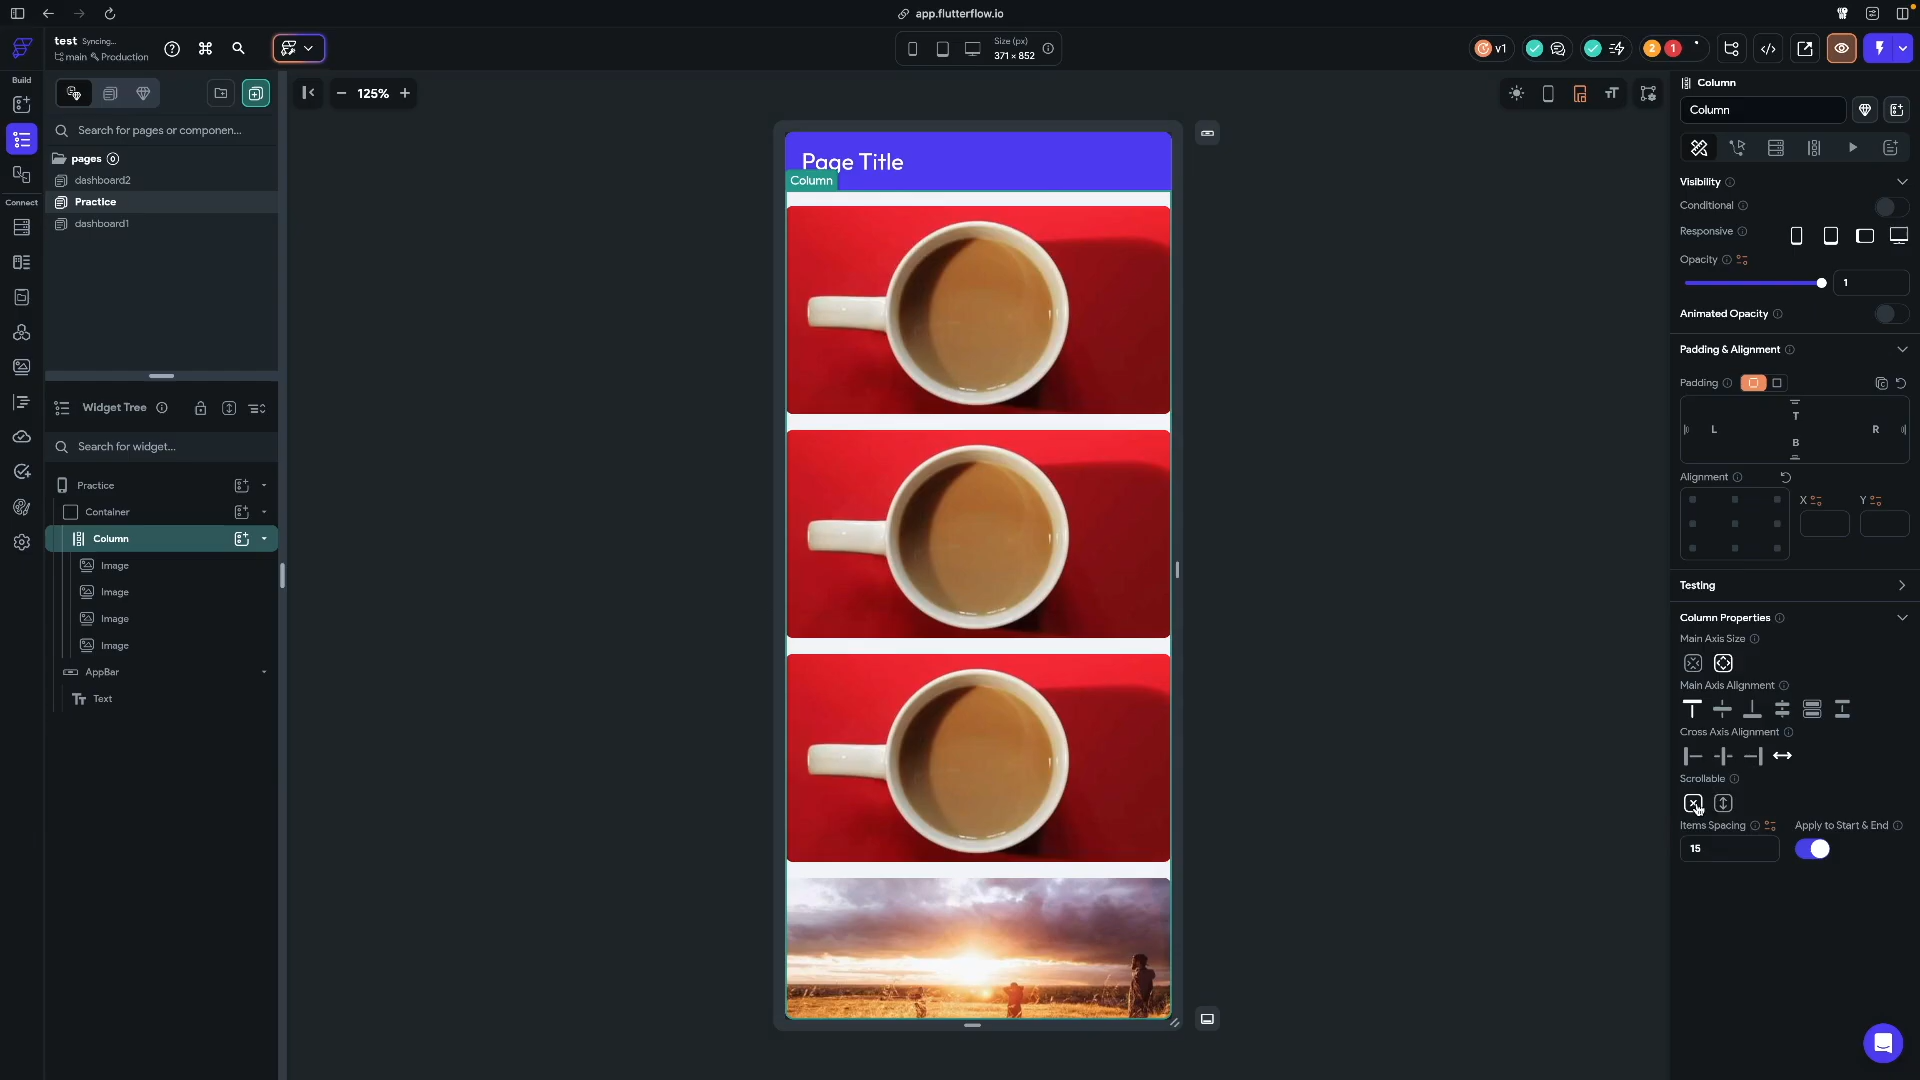 app.flutterflow.io
test Syncing...
main Production
Size (px)
371 × 852
v1
2
1
Build
125%
Search for pages or componen...
pages 0
dashboard2
Practice
dashboard1
Connect
Widget Tree
Search for widget...
Practice
Container
Column
Image
Image
Image
Image
AppBar
Text
Page Title
Column
Column
Column
Visibility
Conditional
Responsive
Opacity
1
Animated Opacity
Padding & Alignment
Padding
T
L
R
B
Alignment
X
Y
Testing
Column Properties
Main Axis Size
Main Axis Alignment
Cross Axis Alignment
Scrollable
Items Spacing
Apply to Start & End
15